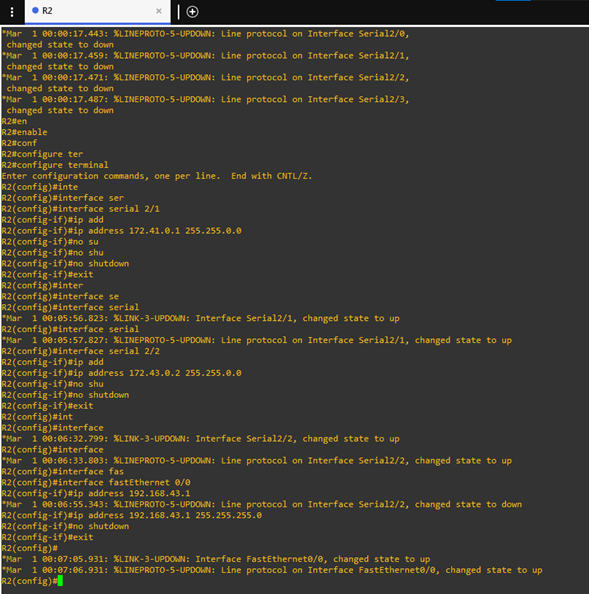 R2
*Mar  1 00:00:17.443: %LINEPROTO-5-UPDOWN: Line protocol on Interface Serial2/0,
 changed state to down
*Mar  1 00:00:17.459: %LINEPROTO-5-UPDOWN: Line protocol on Interface Serial2/1,
 changed state to down
*Mar  1 00:00:17.471: %LINEPROTO-5-UPDOWN: Line protocol on Interface Serial2/2,
 changed state to down
*Mar  1 00:00:17.487: %LINEPROTO-5-UPDOWN: Line protocol on Interface Serial2/3,
 changed state to down
R2#en
R2#enable
R2#conf
R2#configure ter
R2#configure terminal
Enter configuration commands, one per line.  End with CNTL/Z.
R2(config)#inte
R2(config)#interface ser
R2(config)#interface serial 2/1
R2(config-if)#ip add
R2(config-if)#ip address 172.41.0.1 255.255.0.0
R2(config-if)#no su
R2(config-if)#no shu
R2(config-if)#no shutdown
R2(config-if)#exit
R2(config)#inter
R2(config)#interface se
R2(config)#interface serial
*Mar  1 00:05:56.823: %LINK-3-UPDOWN: Interface Serial2/1, changed state to up
R2(config)#interface serial
*Mar  1 00:05:57.827: %LINEPROTO-5-UPDOWN: Line protocol on Interface Serial2/1, changed state to up
R2(config)#interface serial 2/2
R2(config-if)#ip add
R2(config-if)#ip address 172.43.0.2 255.255.0.0
R2(config-if)#no shu
R2(config-if)#no shutdown
R2(config-if)#exit
R2(config)#int
R2(config)#interface
*Mar  1 00:06:32.799: %LINK-3-UPDOWN: Interface Serial2/2, changed state to up
R2(config)#interface
*Mar  1 00:06:33.803: %LINEPROTO-5-UPDOWN: Line protocol on Interface Serial2/2, changed state to up
R2(config)#interface fas
R2(config)#interface fastEthernet 0/0
R2(config-if)#ip address 192.168.43.1
*Mar  1 00:06:55.343: %LINEPROTO-5-UPDOWN: Line protocol on Interface Serial2/2, changed state to down
R2(config-if)#ip address 192.168.43.1 255.255.255.0
R2(config-if)#no shutdown
R2(config-if)#exit
R2(config)#
*Mar  1 00:07:05.931: %LINK-3-UPDOWN: Interface FastEthernet0/0, changed state to up
*Mar  1 00:07:06.931: %LINEPROTO-5-UPDOWN: Line protocol on Interface FastEthernet0/0, changed state to up
R2(config)#